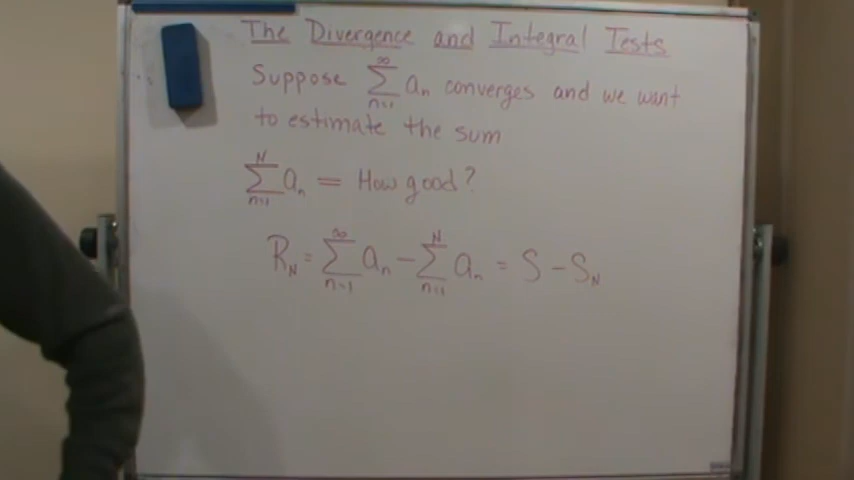 The Divergence and Integral Tests
Suppose ∑_{n=1}^{∞} a_n converges and we want
to estimate the sum
∑_{n=1}^{N} a_n = How good?
R_N = ∑_{n=1}^{∞} a_n - ∑_{n=1}^{N} a_n = S - S_N